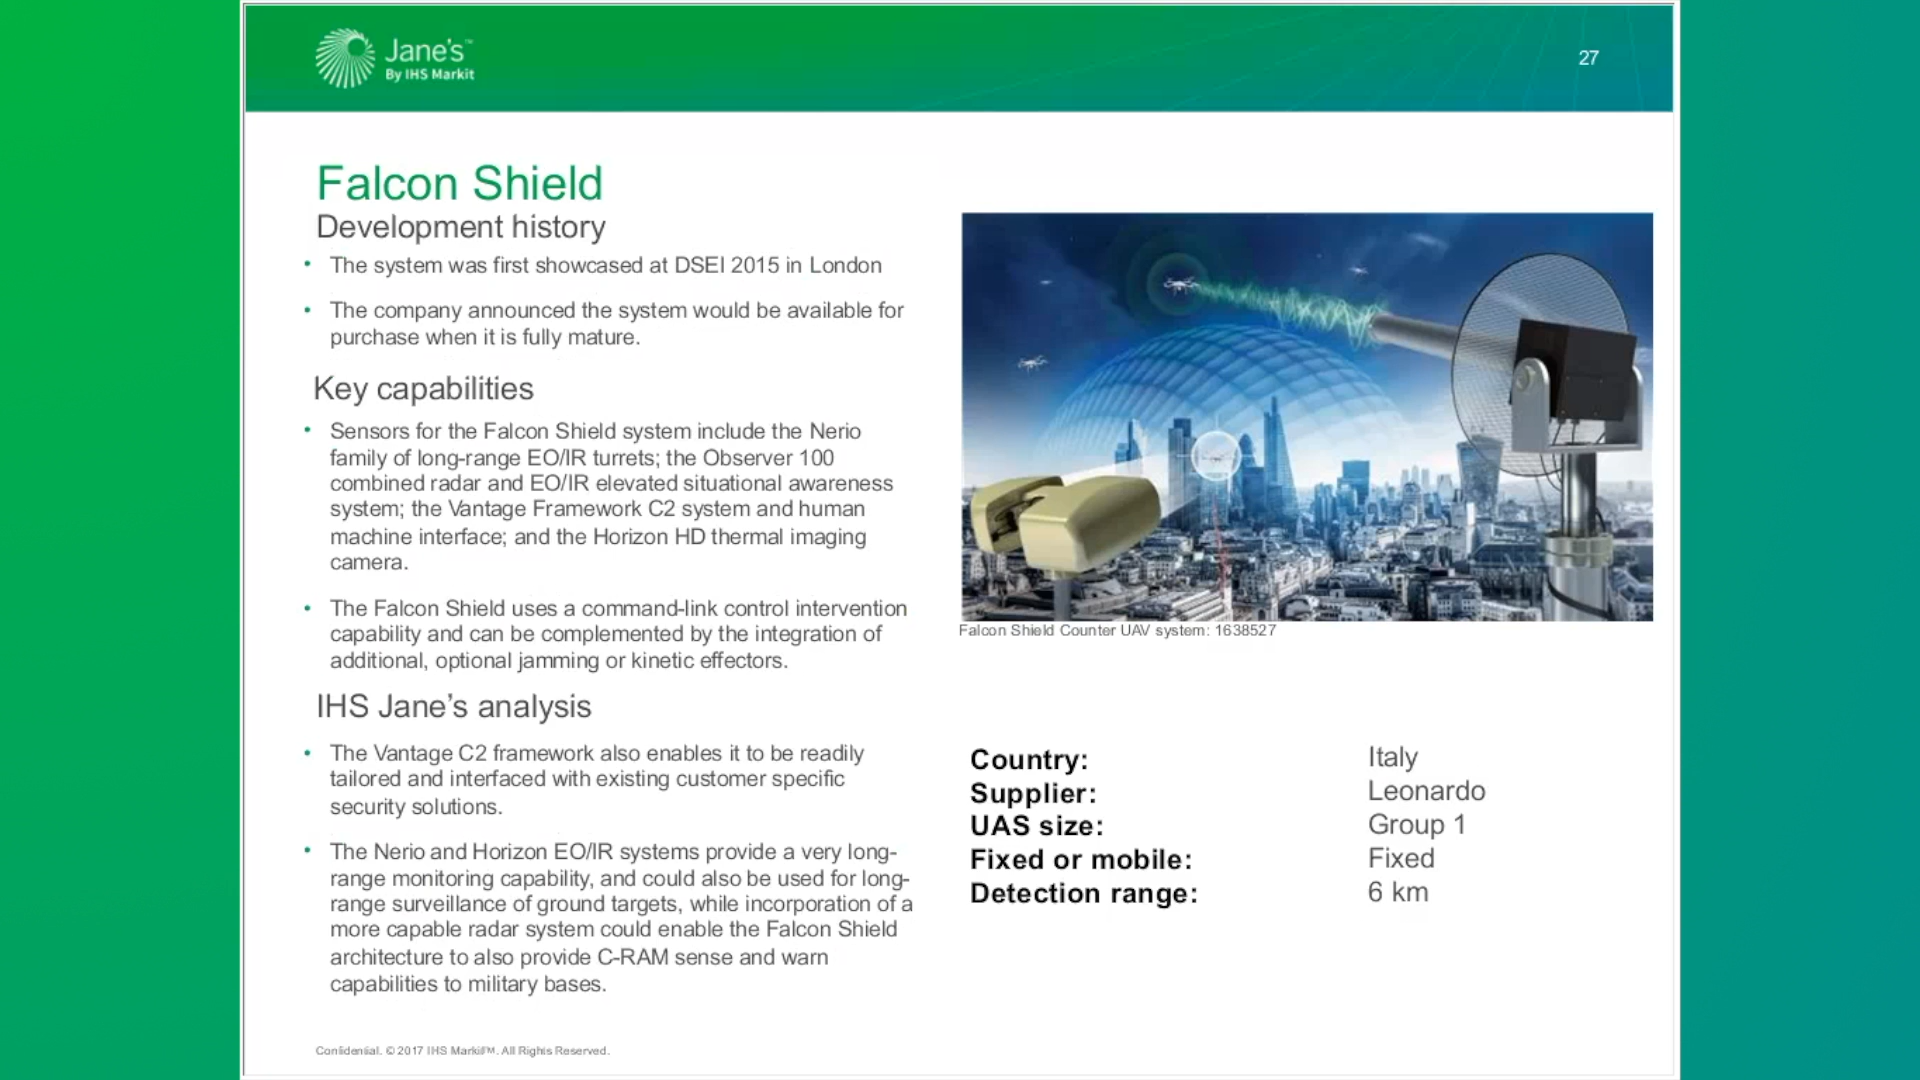 Jane's™
By IHS Markit
27
Falcon Shield
Development history
• The system was first showcased at DSEI 2015 in London
• The company announced the system would be available for
purchase when it is fully mature.
Key capabilities
• Sensors for the Falcon Shield system include the Nerio
family of long-range EO/IR turrets; the Observer 100
combined radar and EO/IR elevated situational awareness
system; the Vantage Framework C2 system and human
machine interface; and the Horizon HD thermal imaging
camera.
• The Falcon Shield uses a command-link control intervention
capability and can be complemented by the integration of
additional, optional jamming or kinetic effectors.
IHS Jane's analysis
• The Vantage C2 framework also enables it to be readily
tailored and interfaced with existing customer specific
security solutions.
• The Nerio and Horizon EO/IR systems provide a very long-
range monitoring capability, and could also be used for long-
range surveillance of ground targets, while incorporation of a
more capable radar system could enable the Falcon Shield
architecture to also provide C-RAM sense and warn
capabilities to military bases.
Falcon Shield Counter UAV system: 1638527
Country: Italy
Supplier: Leonardo
UAS size: Group 1
Fixed or mobile: Fixed
Detection range: 6 km
Confidential. © 2017 IHS Markit™. All Rights Reserved.